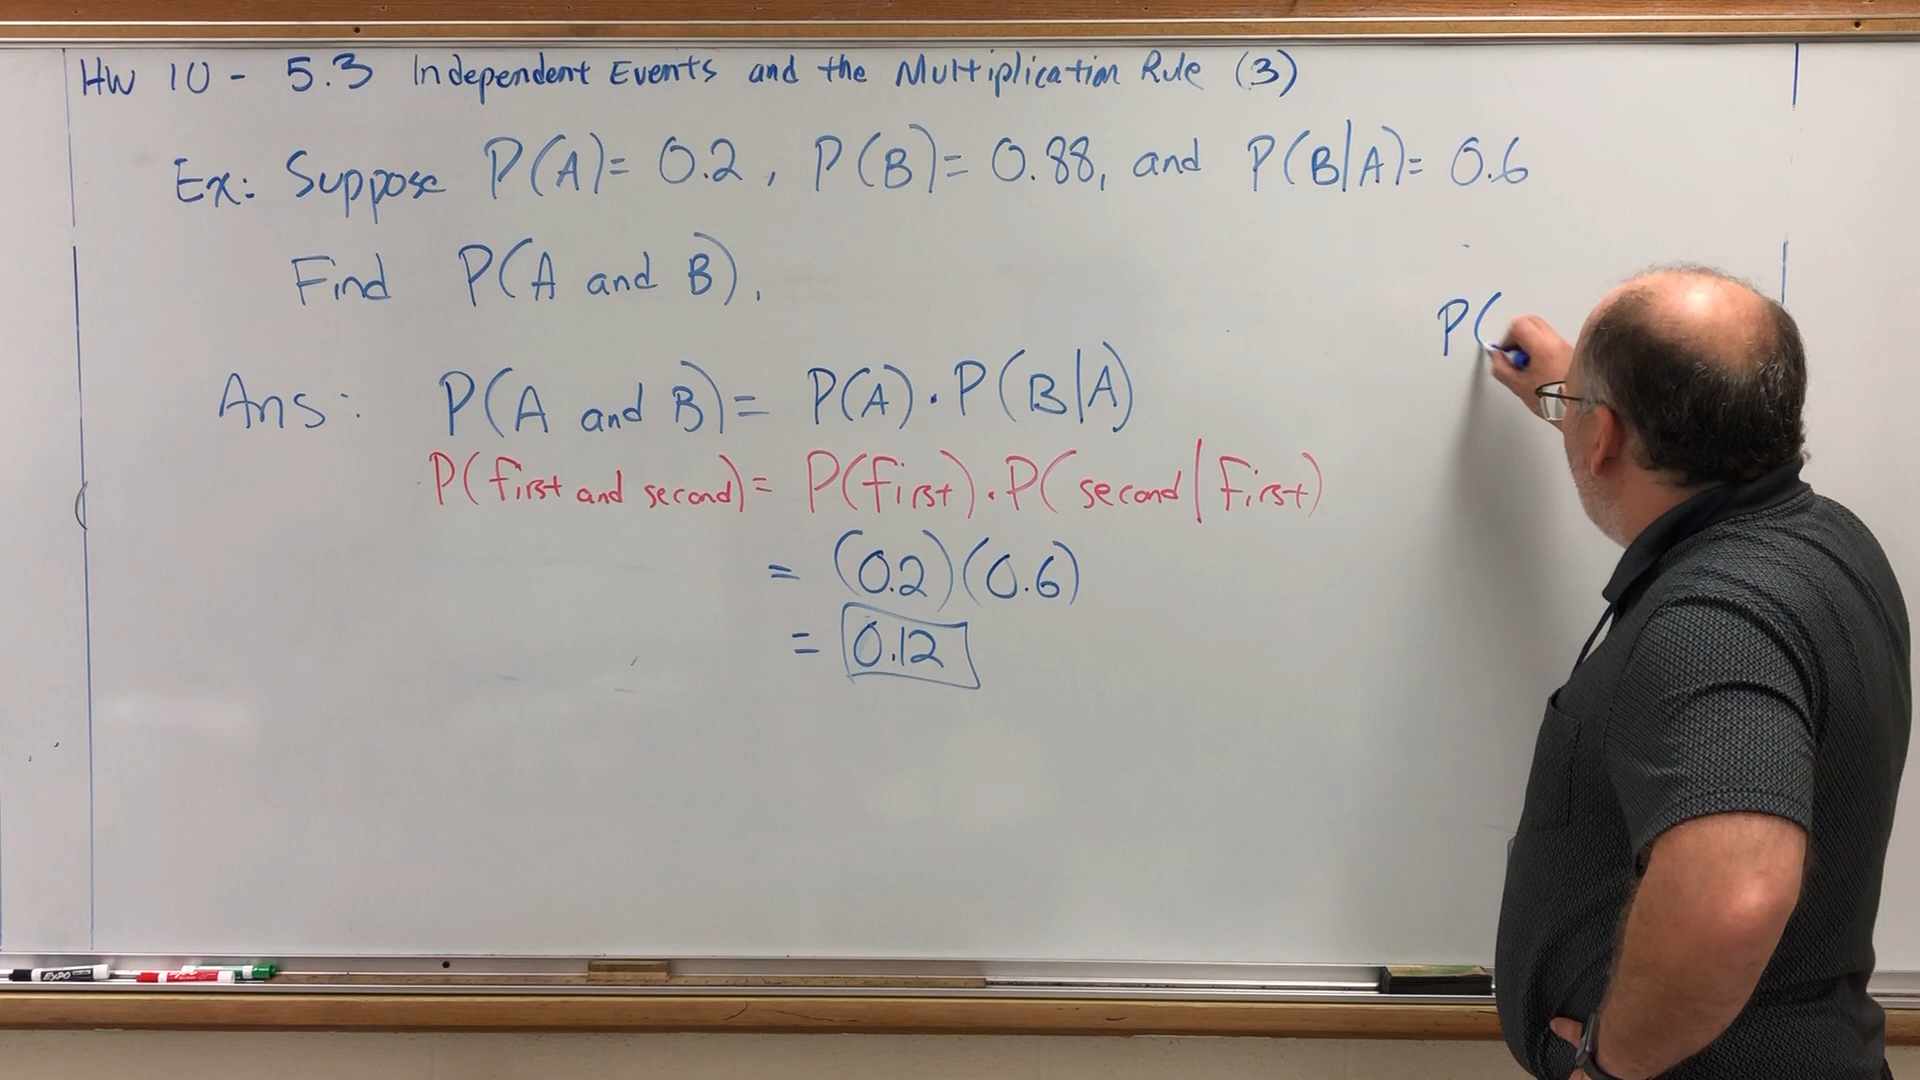 HW 10 - 5.3 Independent Events and the Multiplication Rule (3)
Ex: Suppose P(A)= 0.2, P(B)= 0.88, and P(B|A)= 0.6
Find P(A and B).
P(
Ans: P(A and B)= P(A)·P(B|A)
P(first and second)= P(first)·P(second|first)
= (0.2)(0.6)
= 0.12
EXPO